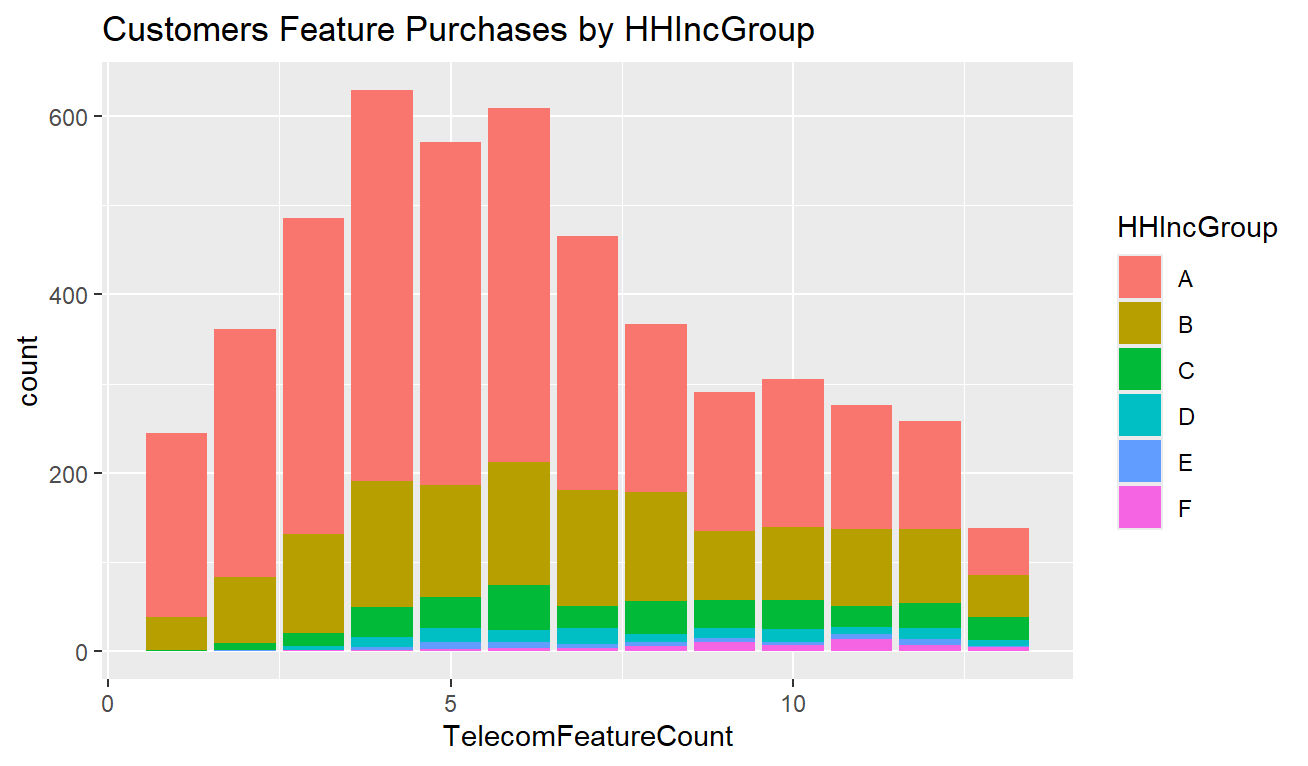 Customers Feature Purchases by HHIncGroup
600
400
200
0
count
0 5 10
TelecomFeatureCount
HHIncGroup
A
B
C
D
E
F